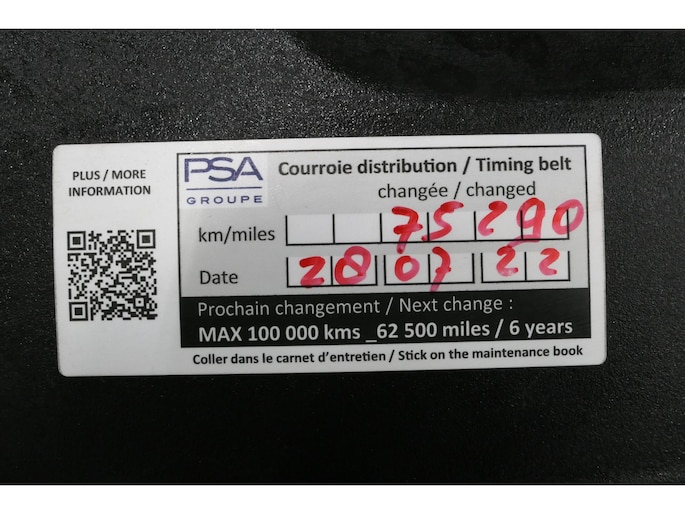 PLUS / MORE
INFORMATION
PSA
GROUPE
Courroie distribution / Timing belt
changée / changed
km/miles 75290
Date 28 07 22
Prochain changement / Next change :
MAX 100 000 kms _62 500 miles / 6 years
Coller dans le carnet d'entretien / Stick on the maintenance book